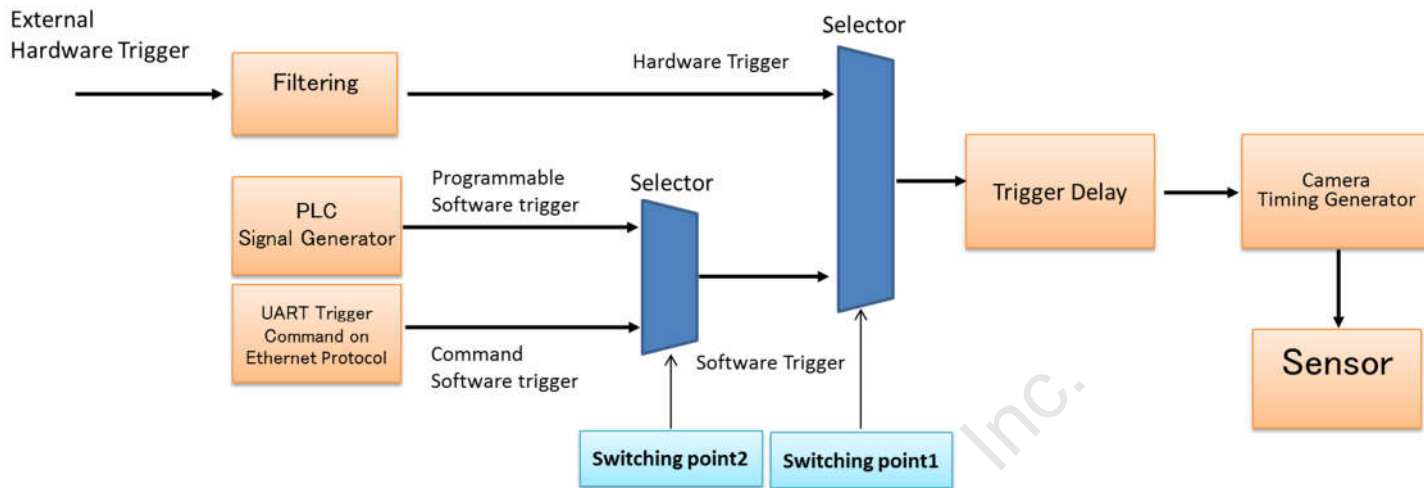 External
Hardware Trigger
Filtering
Hardware Trigger
Selector
PLC
Signal Generator
Programmable
Software trigger
Selector
Trigger Delay
Camera
Timing Generator
UART Trigger
Command on
Ethernet Protocol
Command
Software trigger
Software Trigger
Sensor
Switching point2
Switching point1
Inc.